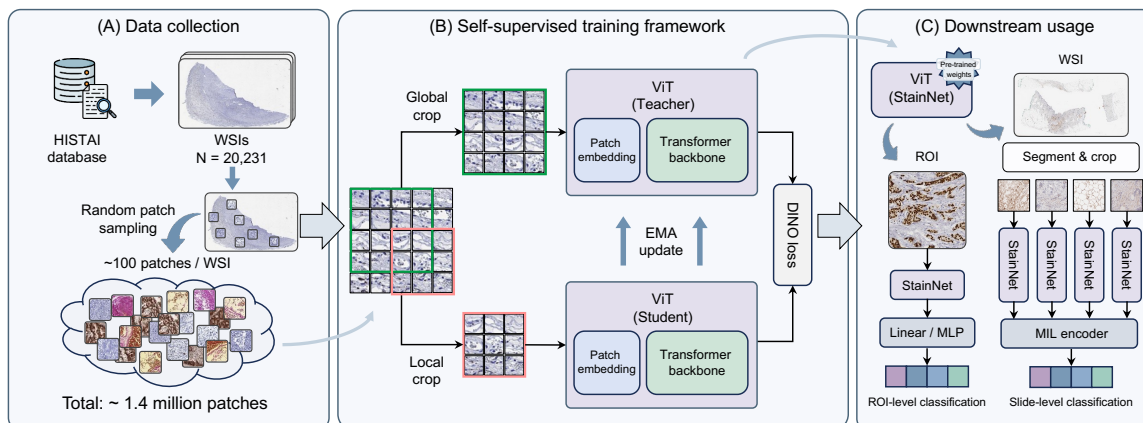 (A) Data collection
HISTAI
database
WSIs
N = 20,231
Random patch
sampling
~100 patches / WSI
Total: ~ 1.4 million patches
(B) Self-supervised training framework
Global
crop
Local
crop
ViT
(Teacher)
Patch
embedding
Transformer
backbone
EMA
update
ViT
(Student)
Patch
embedding
Transformer
backbone
DINO loss
(C) Downstream usage
ViT
(StainNet)
Pre-trained
weights
WSI
ROI
Segment & crop
StainNet
StainNet
StainNet
StainNet
StainNet
Linear / MLP
MIL encoder
ROI-level classification
Slide-level classification